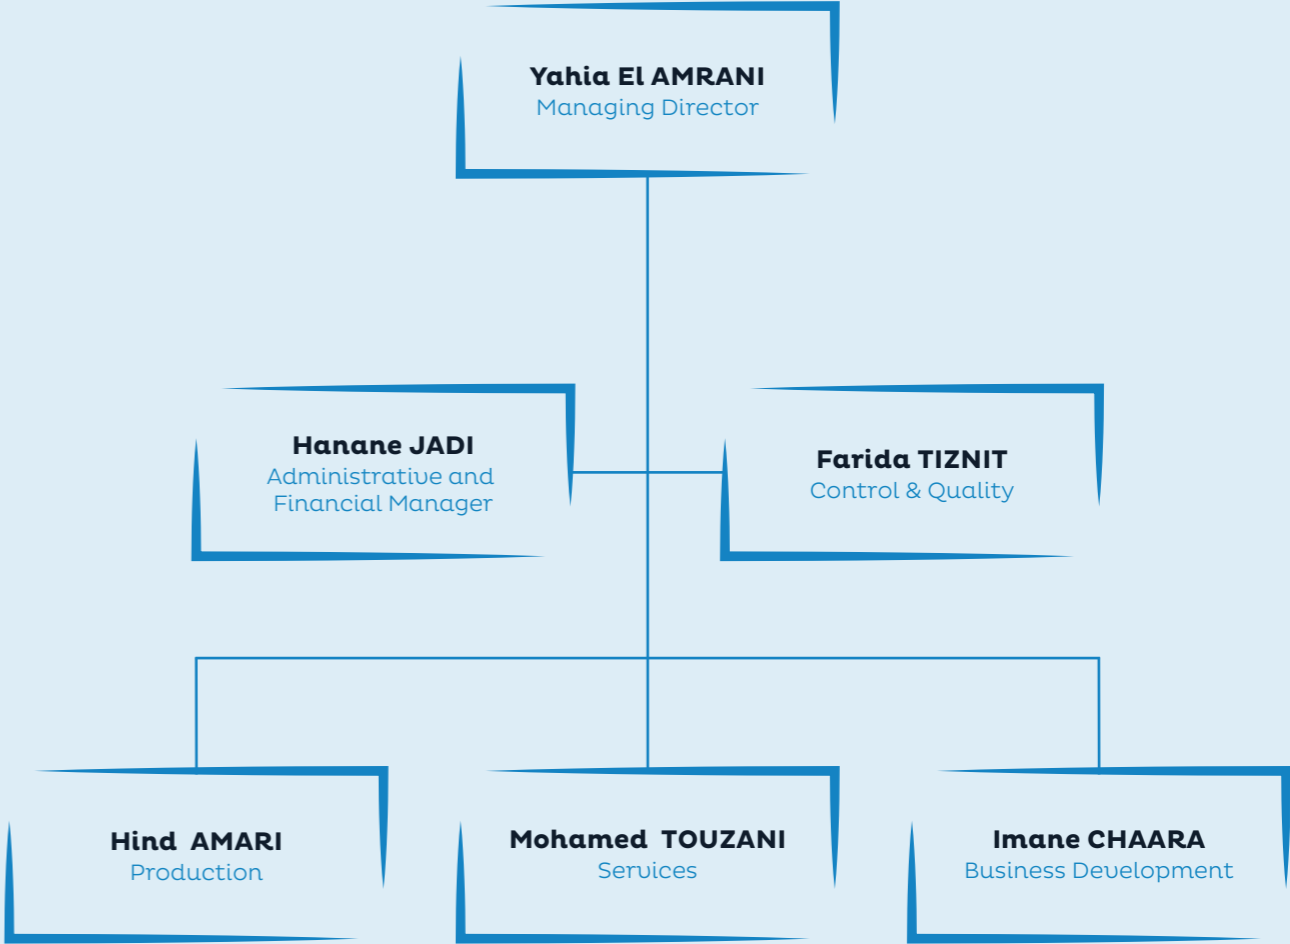 Yahia El AMRANI
Managing Director
Hanane JADI
Administrative and
Financial Manager
Farida TIZNIT
Control & Quality
Hind AMARI
Production
Mohamed TOUZANI
Services
Imane CHAARA
Business Development